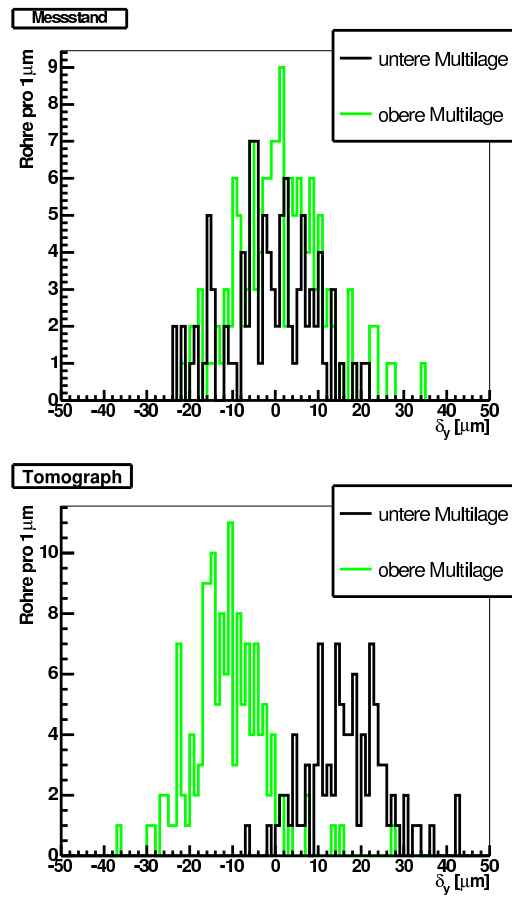 Messstand
Rohre pro 1 μm
untere Multilage
obere Multilage
9
8
7
6
5
4
3
2
1
0
-50 -40 -30 -20 -10 0 10 20 30 40 50
δy [μm]
Tomograph
Rohre pro 1 μm
untere Multilage
obere Multilage
10
8
6
4
2
0
-50 -40 -30 -20 -10 0 10 20 30 40 50
δy [μm]